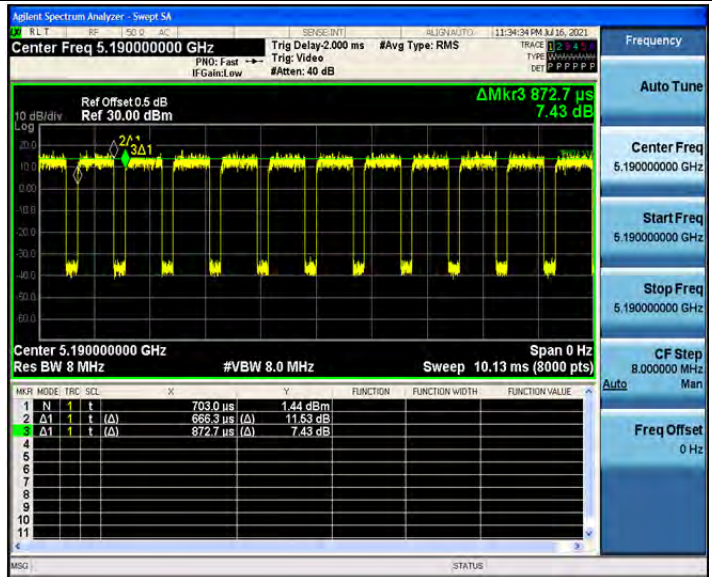 Agilent Spectrum Analyzer - Swept SA
RLT RF 50 Ω AC SENSE:INT ALIGNAUTO 11:34:34 PM Jul 16, 2021
Center Freq 5.190000000 GHz
PNO: Fast
IFGain:Low
Trig Delay-2.000 ms
Trig: Video
#Atten: 40 dB
#Avg Type: RMS
TRACE 1 2 3 4 5 6
TYPE
DET P P P P P P
Frequency
Auto Tune
Center Freq
5.190000000 GHz
Start Freq
5.190000000 GHz
Stop Freq
5.190000000 GHz
CF Step
8.000000 MHz
Auto Man
Freq Offset
0 Hz
ΔMkr3 872.7 µs
7.43 dB
Ref Offset 0.5 dB
10 dB/div Ref 30.00 dBm
Log
20.0
10.0
0.00
-10.0
-20.0
-30.0
-40.0
-50.0
-60.0
3Δ1
Center 5.190000000 GHz Span 0 Hz
Res BW 8 MHz #VBW 8.0 MHz Sweep 10.13 ms (8000 pts)
MKR MODE TRC SCL X Y FUNCTION FUNCTION WIDTH FUNCTION VALUE
1 N 1 t 703.0 µs 1.44 dBm
2 Δ1 1 t (Δ) 666.3 µs (Δ) 11.53 dB
3 Δ1 1 t (Δ) 872.7 µs (Δ) 7.43 dB
4
5
6
7
8
9
10
11
MSG STATUS